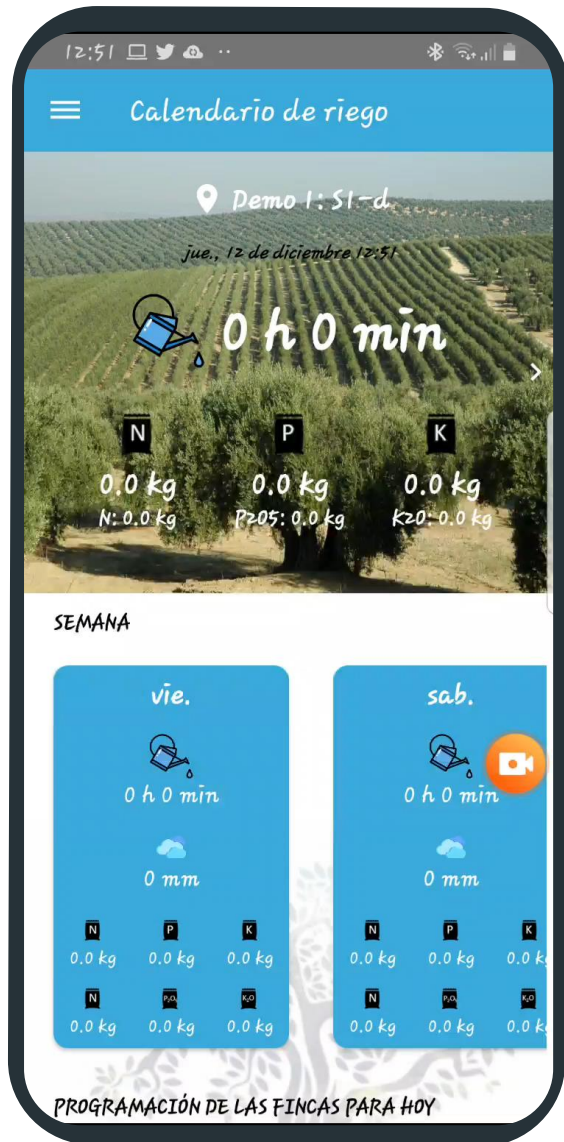 12:51
Calendario de riego
Demo 1: S1-d
jue., 12 de diciembre 12:51
0 h 0 min
N P K
0.0 kg 0.0 kg 0.0 kg
N: 0.0 kg P2O5: 0.0 kg K2O: 0.0 kg
SEMANA
vie. sab.
0 h 0 min 0 h 0 min
0 mm 0 mm
N P K N P K
0.0 kg 0.0 kg 0.0 kg 0.0 kg 0.0 kg 0.0 k
N P₂O₅ K₂O N P₂O₅ K₂O
0.0 kg 0.0 kg 0.0 kg 0.0 kg 0.0 kg 0.0 k
PROGRAMACIÓN DE LAS FINCAS PARA HOY